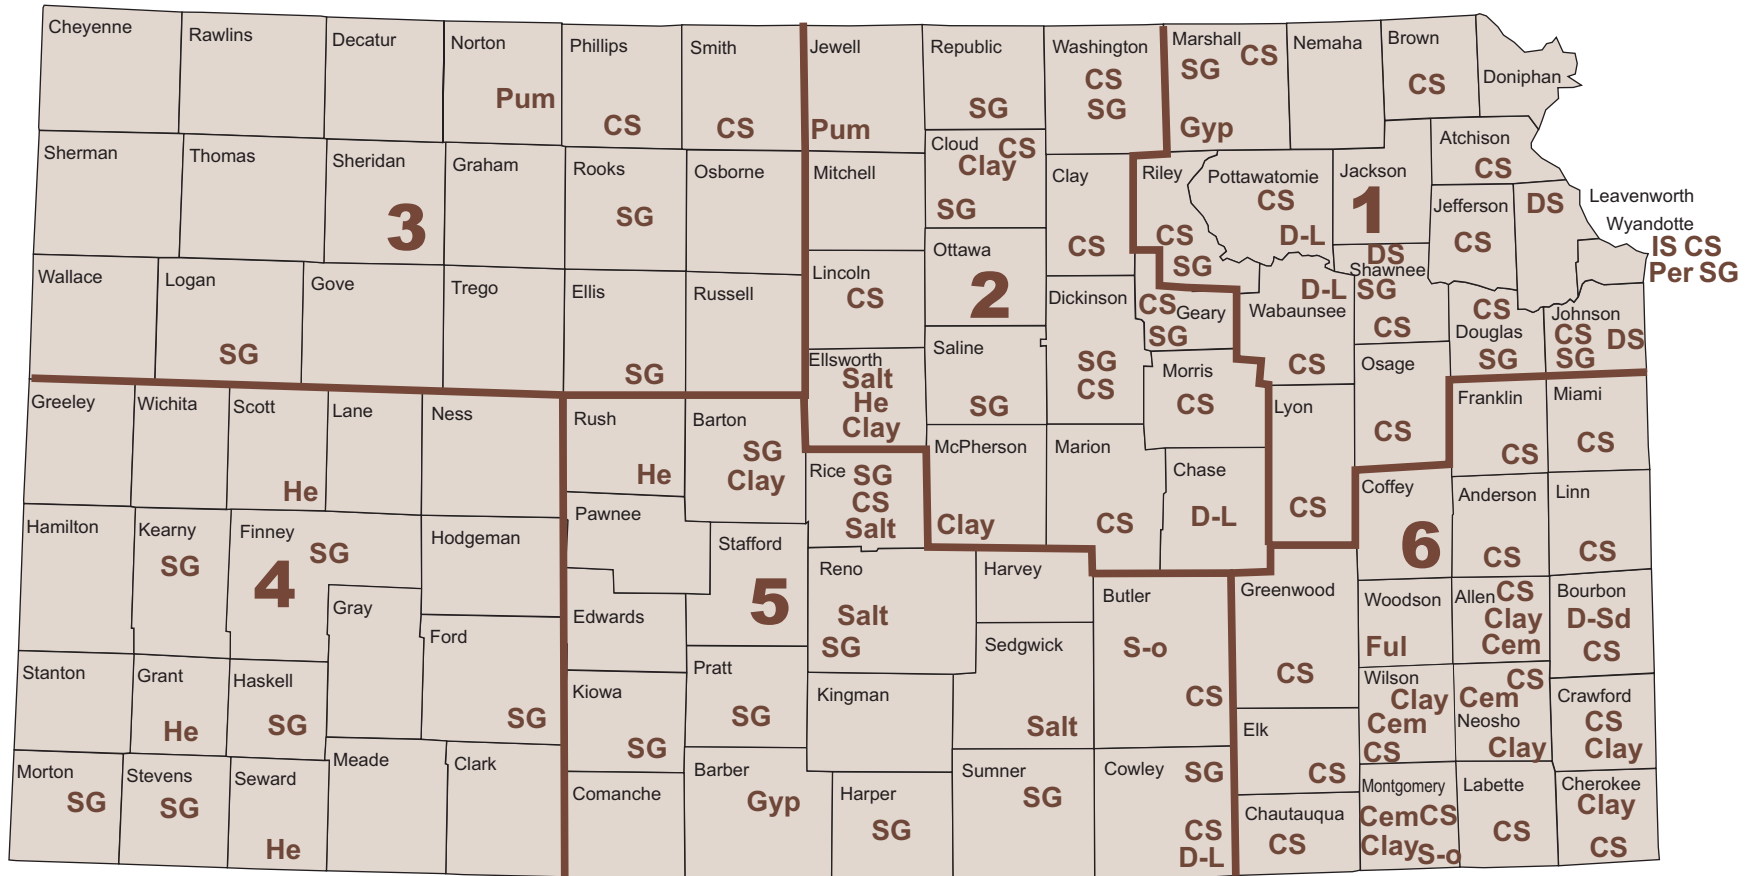 Cheyenne
Rawlins
Decatur
Norton
Pum
Phillips
CS
Smith
CS
Jewell
Pum
Republic
SG
Washington
CS
SG
Marshall
CS
SG
Gyp
Nemaha
Brown
CS
Doniphan
Sherman
Thomas
Sheridan
3
Graham
Rooks
SG
Osborne
Mitchell
Cloud
CS
Clay
SG
Clay
CS
Riley
CS
SG
Pottawatomie
CS
D-L
Jackson
1
Atchison
CS
Jefferson
CS
DS
Leavenworth
Wyandotte
IS CS
Per SG
Wallace
Logan
SG
Gove
Trego
Ellis
SG
Russell
Lincoln
CS
Ottawa
2
Dickinson
SG
CS
CS
Geary
SG
D-L
Wabaunsee
CS
DS
Shawnee
SG
CS
CS
Douglas
SG
Johnson
CS
DS
SG
Ellsworth
Salt
He
Clay
Saline
SG
Morris
CS
Osage
CS
Greeley
Wichita
Scott
He
Lane
Ness
Rush
He
Barton
SG
Clay
Rice
SG
CS
Salt
McPherson
Clay
Marion
CS
Chase
D-L
Lyon
CS
Franklin
CS
Miami
CS
Hamilton
Kearny
SG
Finney
SG
4
Hodgeman
Pawnee
Stafford
5
Reno
Salt
SG
Harvey
Coffey
6
Anderson
CS
Linn
CS
Gray
Ford
SG
Edwards
Sedgwick
Salt
Butler
S-o
CS
Greenwood
CS
Woodson
Ful
Allen
CS
Clay
Cem
Bourbon
D-Sd
CS
Stanton
Grant
He
Haskell
SG
Kiowa
SG
Pratt
SG
Kingman
Wilson
Clay
Cem
CS
CS
Cem
Neosho
Clay
Crawford
CS
Clay
Morton
SG
Stevens
SG
Seward
He
Meade
Clark
Comanche
Barber
Gyp
Harper
SG
Sumner
SG
Cowley
SG
CS
D-L
Elk
CS
Chautauqua
CS
Montgomery
Cem
CS
Clay
S-o
Labette
CS
Cherokee
Clay
CS